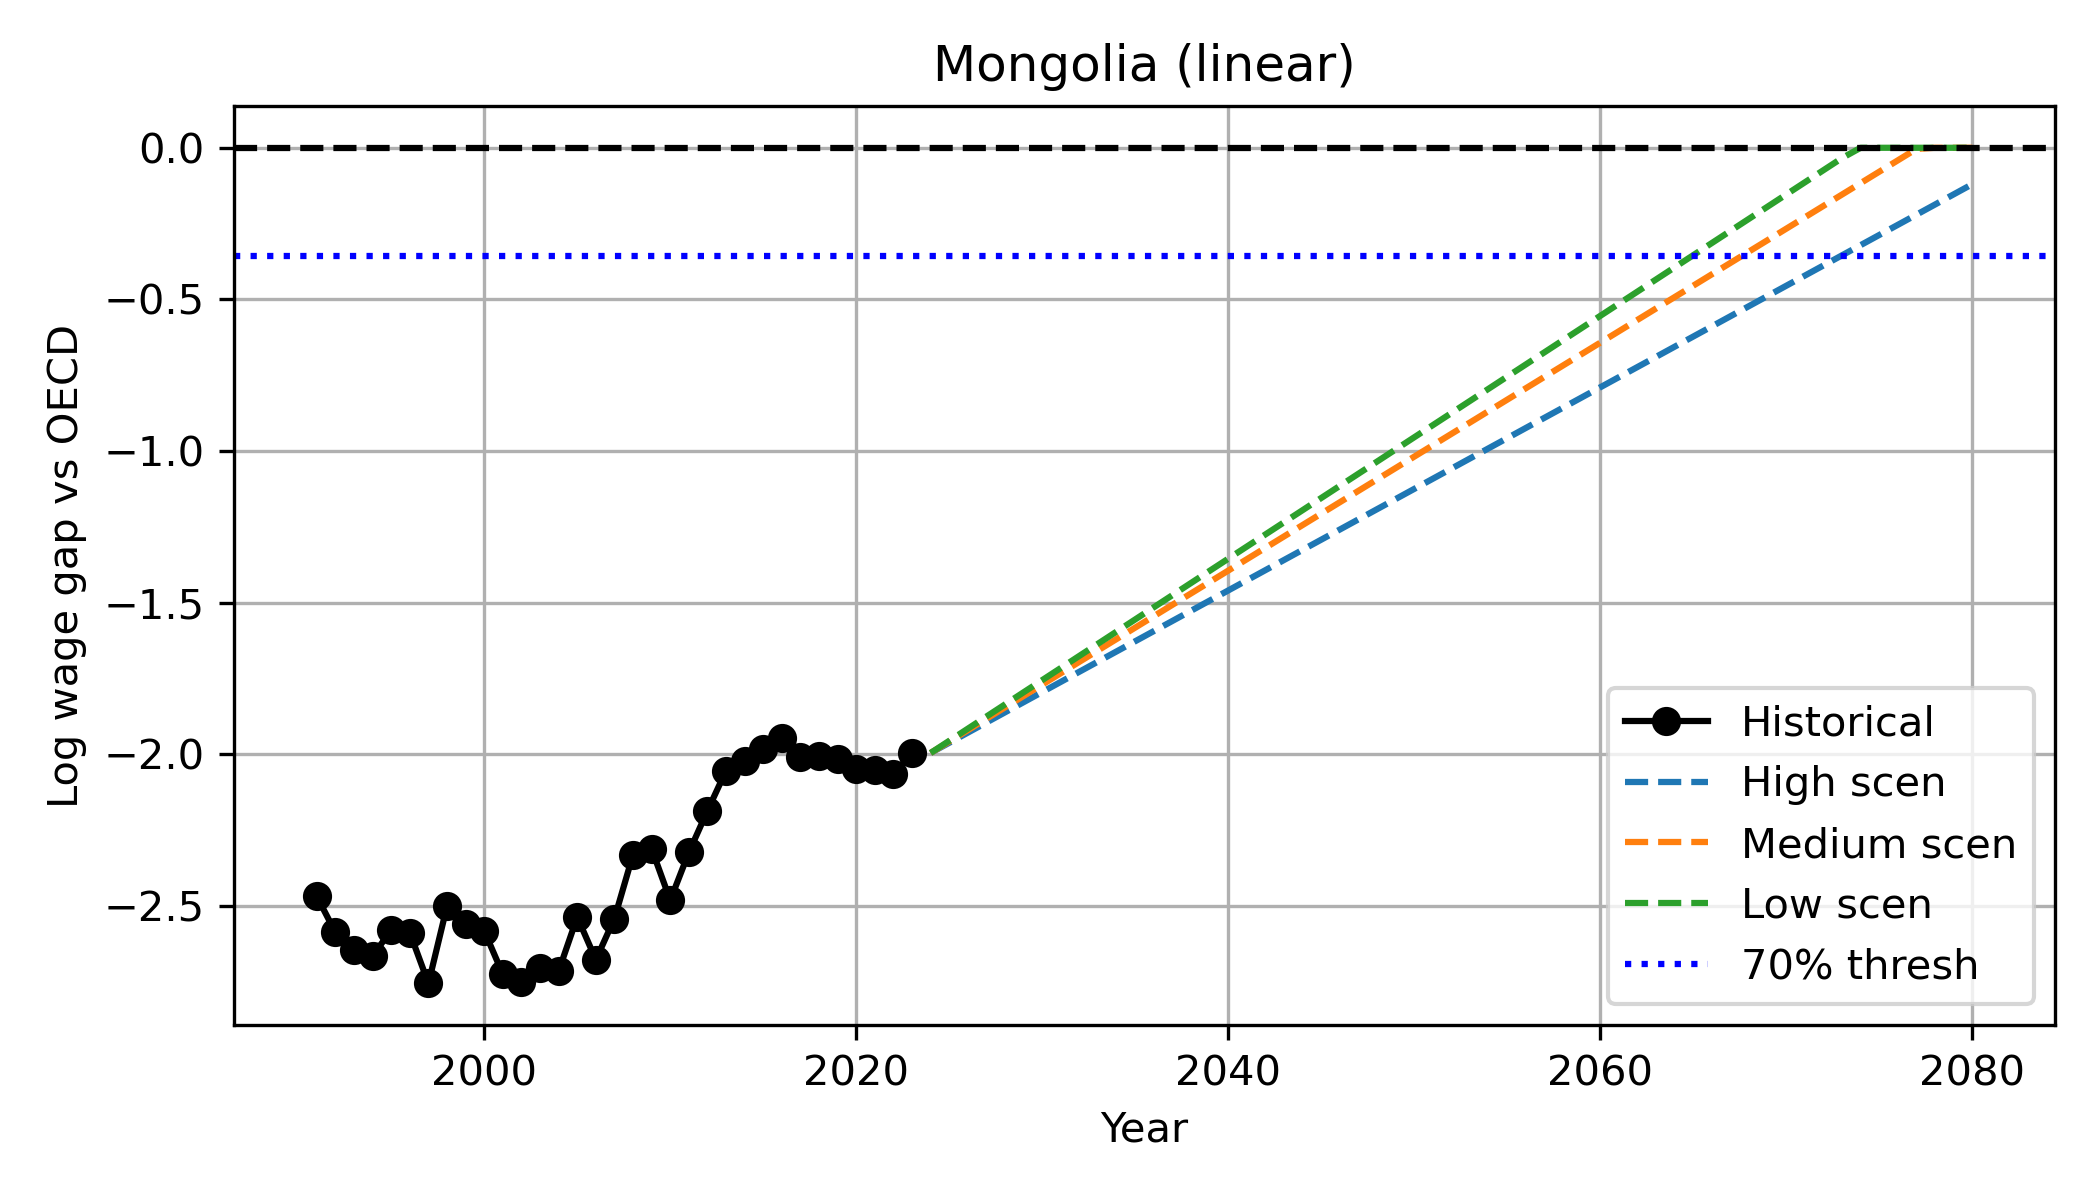 Mongolia (linear)
Log wage gap vs OECD
0.0
−0.5
−1.0
−1.5
−2.0
−2.5
2000
2020
2040
2060
2080
Year
Historical
High scen
Medium scen
Low scen
70% thresh